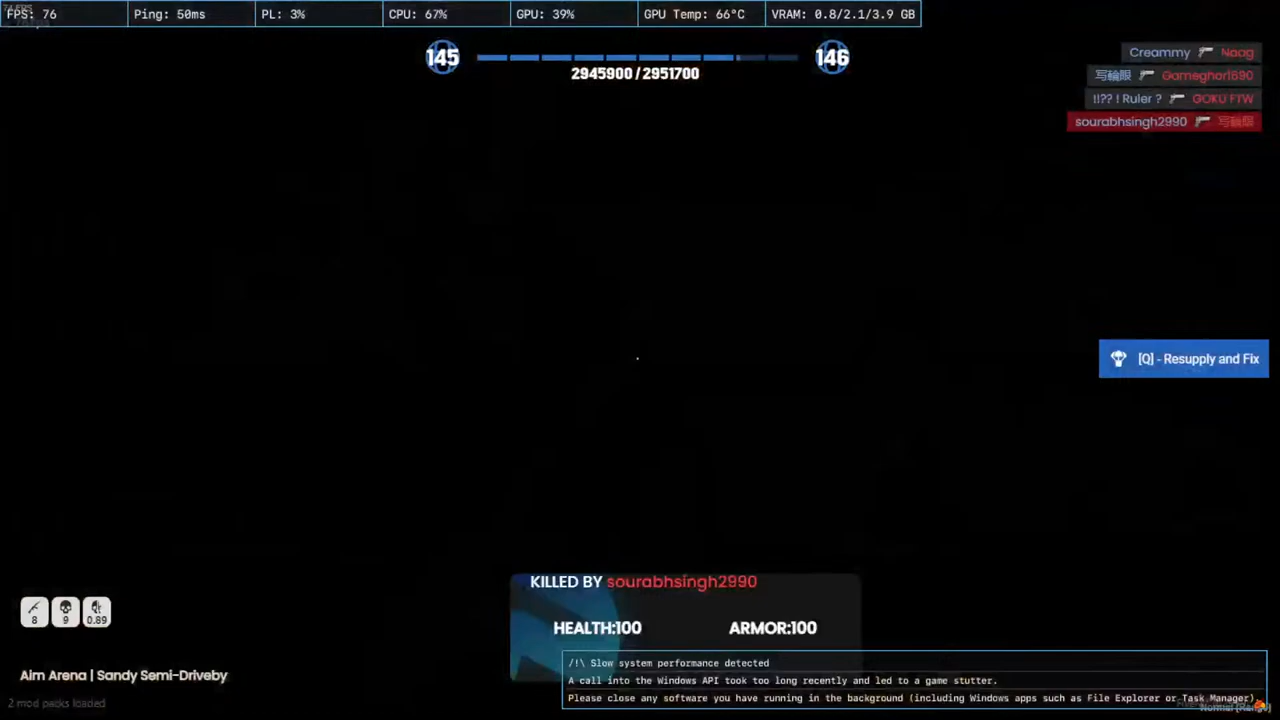 FPS: 76 Ping: 50ms PL: 3% CPU: 67% GPU: 39% GPU Temp: 66°C VRAM: 0.8/2.1/3.9 GB
145 146
2945900 / 2951700
Creammy Naag
写輪眼 Gameghor1690
!!?? ! Ruler ? GOKU FTW
sourabhsingh2990 写輪眼
[Q] - Resupply and Fix
KILLED BY sourabhsingh2990
HEALTH:100 ARMOR:100
8 9 0.89
/!\ Slow system performance detected
A call into the Windows API took too long recently and led to a game stutter.
Please close any software you have running in the background (including Windows apps such as File Explorer or Task Manager).
Aim Arena | Sandy Semi-Driveby
2 mod packs loaded